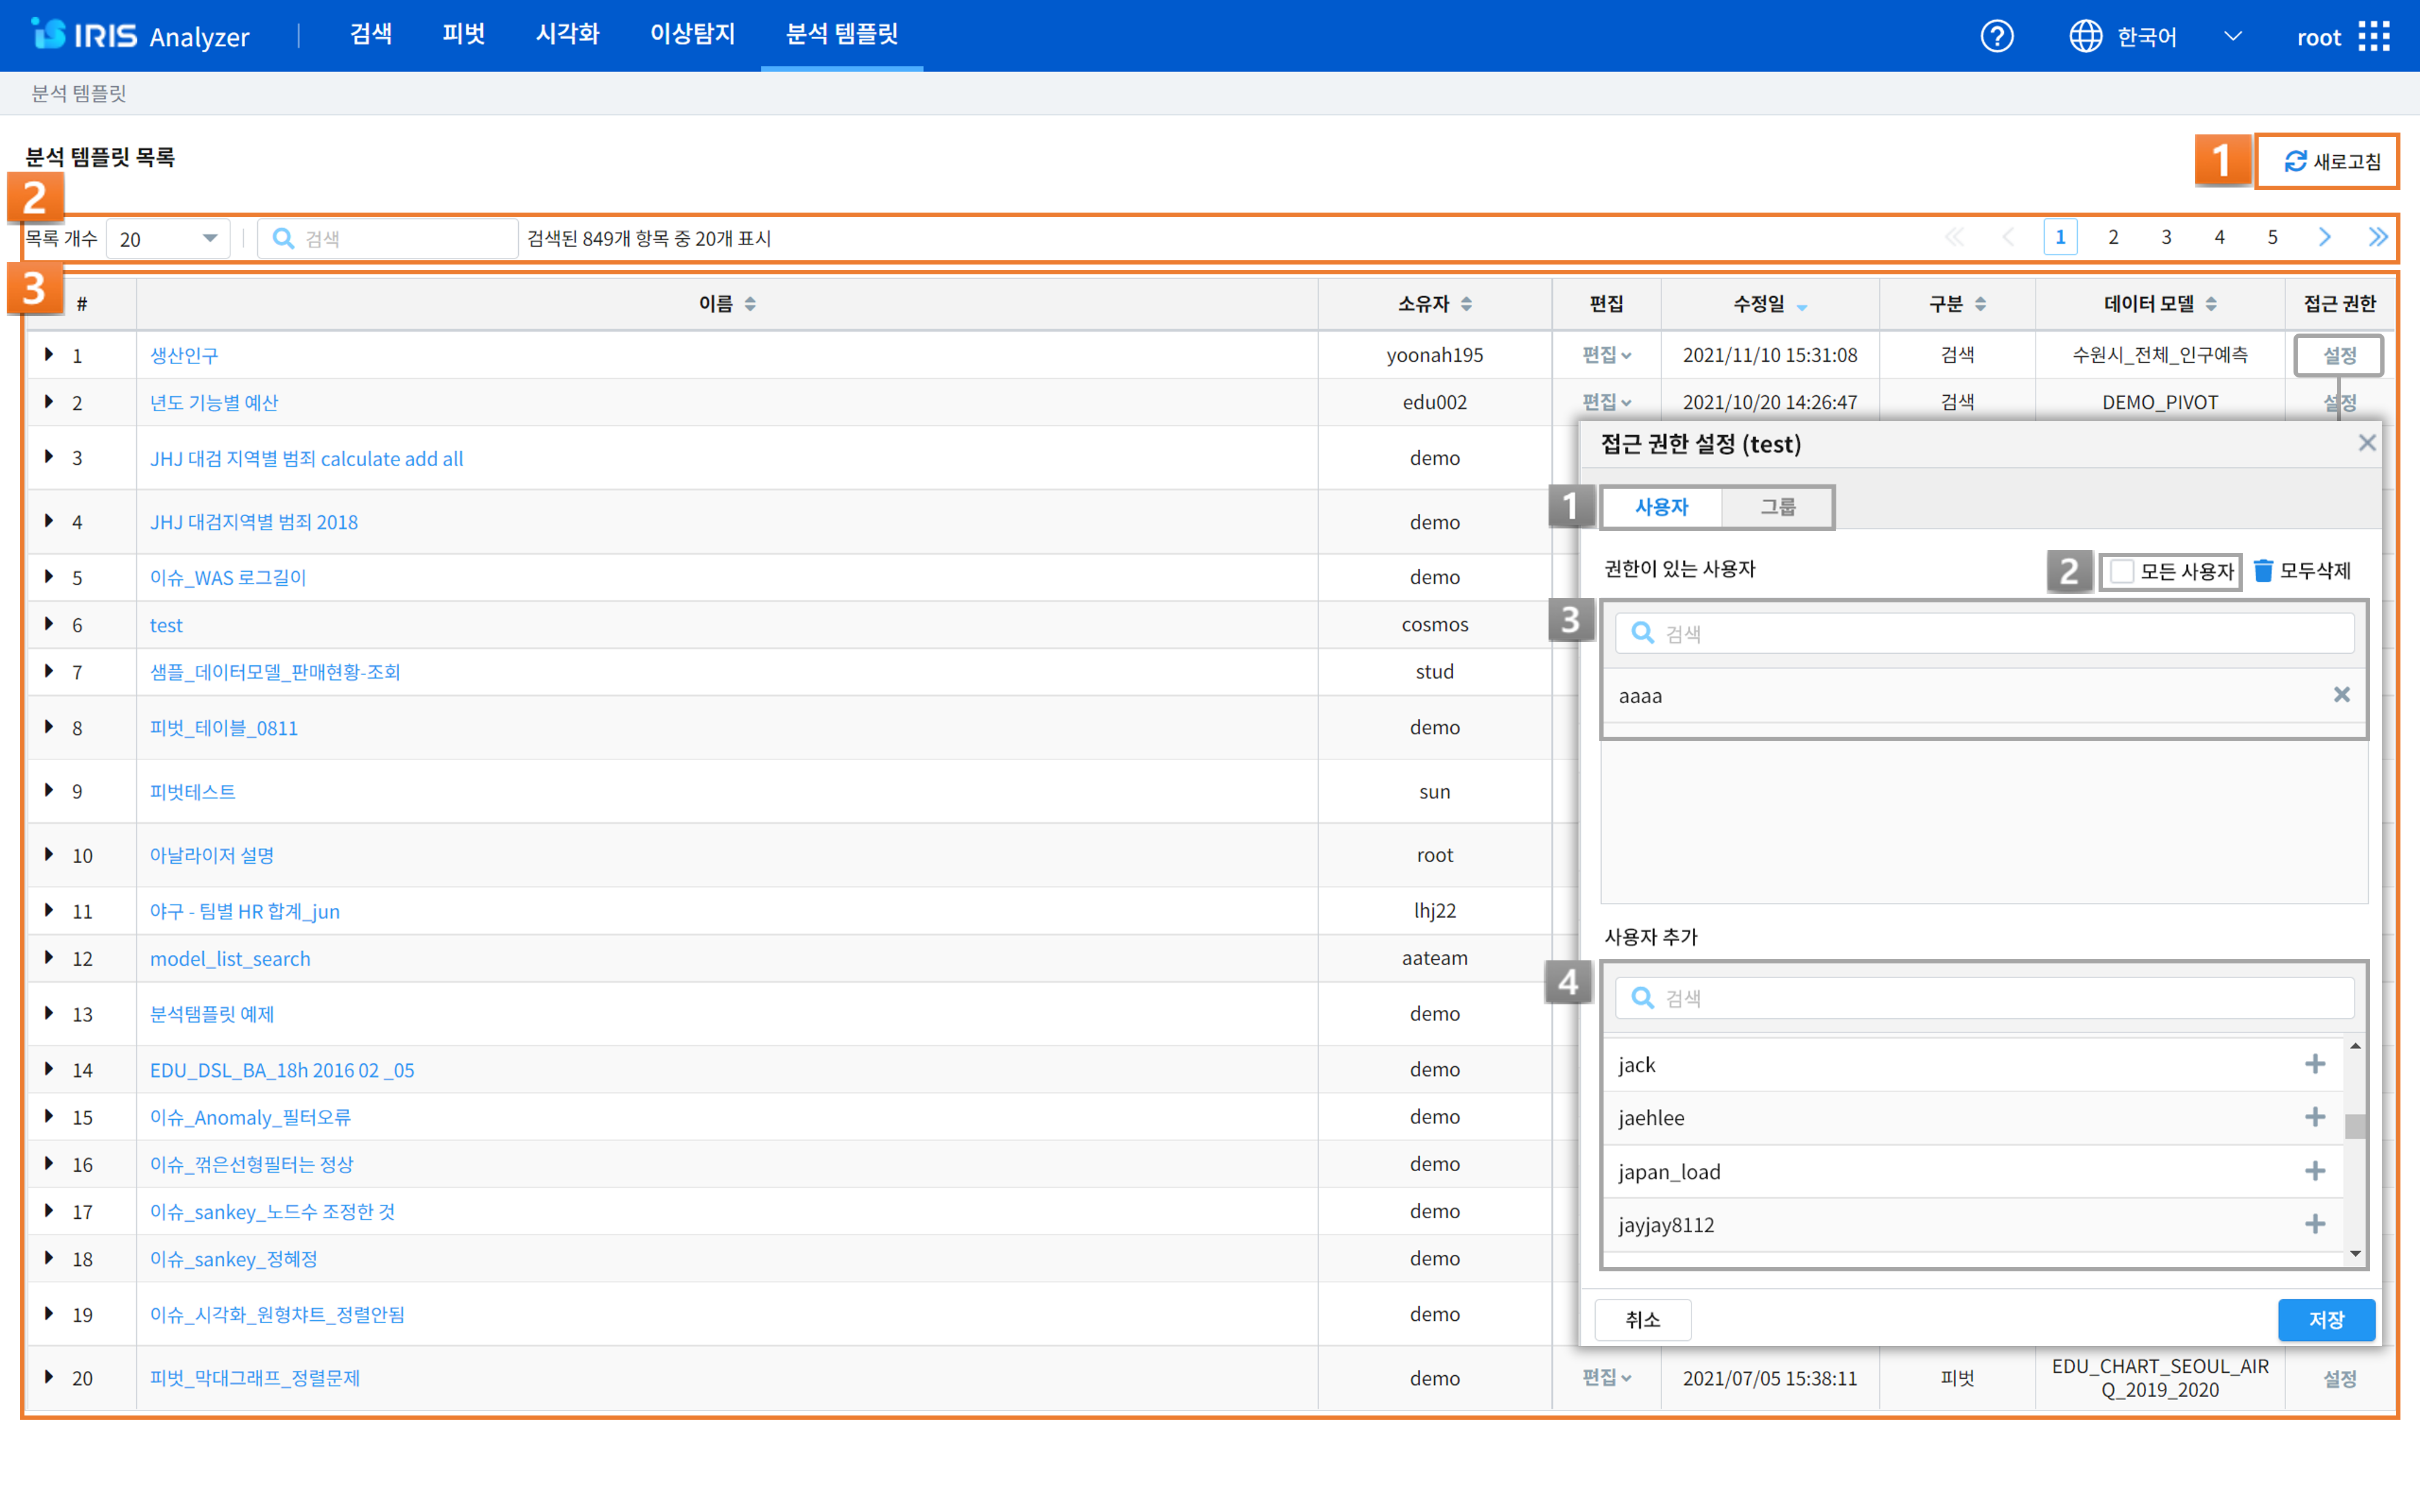 IRIS Analyzer 검색 피벗 시각화 이상탐지 분석 템플릿 한국어 root
분석 템플릿
분석 템플릿 목록
1 새로고침
2
목록 개수 20 검색 검색된 849개 항목 중 20개 표시 1 2 3 4 5
3
# 이름 소유자 편집 수정일 구분 데이터 모델 접근 권한
1 생산인구 yoonah195 편집 2021/11/10 15:31:08 검색 수원시_전체_인구예측 설정
2 년도 기능별 예산 edu002 편집 2021/10/20 14:26:47 검색 DEMO_PIVOT 설정
3 JHJ 대검 지역별 범죄 calculate add all demo
4 JHJ 대검지역별 범죄 2018 demo
5 이슈_WAS 로그길이 demo
6 test cosmos
7 샘플_데이터모델_판매현황-조회 stud
8 피벗_테이블_0811 demo
9 피벗테스트 sun
10 아날라이저 설명 root
11 야구 - 팀별 HR 합계_jun lhj22
12 model_list_search aateam
13 분석탬플릿 예제 demo
14 EDU_DSL_BA_18h 2016 02 _05 demo
15 이슈_Anomaly_필터오류 demo
16 이슈_꺾은선형필터는 정상 demo
17 이슈_sankey_노드수 조정한 것 demo
18 이슈_sankey_정혜정 demo
19 이슈_시각화_원형챠트_정렬안됨 demo
20 피벗_막대그래프_정렬문제 demo 편집 2021/07/05 15:38:11 피벗 EDU_CHART_SEOUL_AIR
Q_2019_2020 설정
접근 권한 설정 (test)
1 사용자 그룹
권한이 있는 사용자 2 모든 사용자 모두삭제
3 검색
aaaa
사용자 추가
4 검색
jack
jaehlee
japan_load
jayjay8112
취소 저장